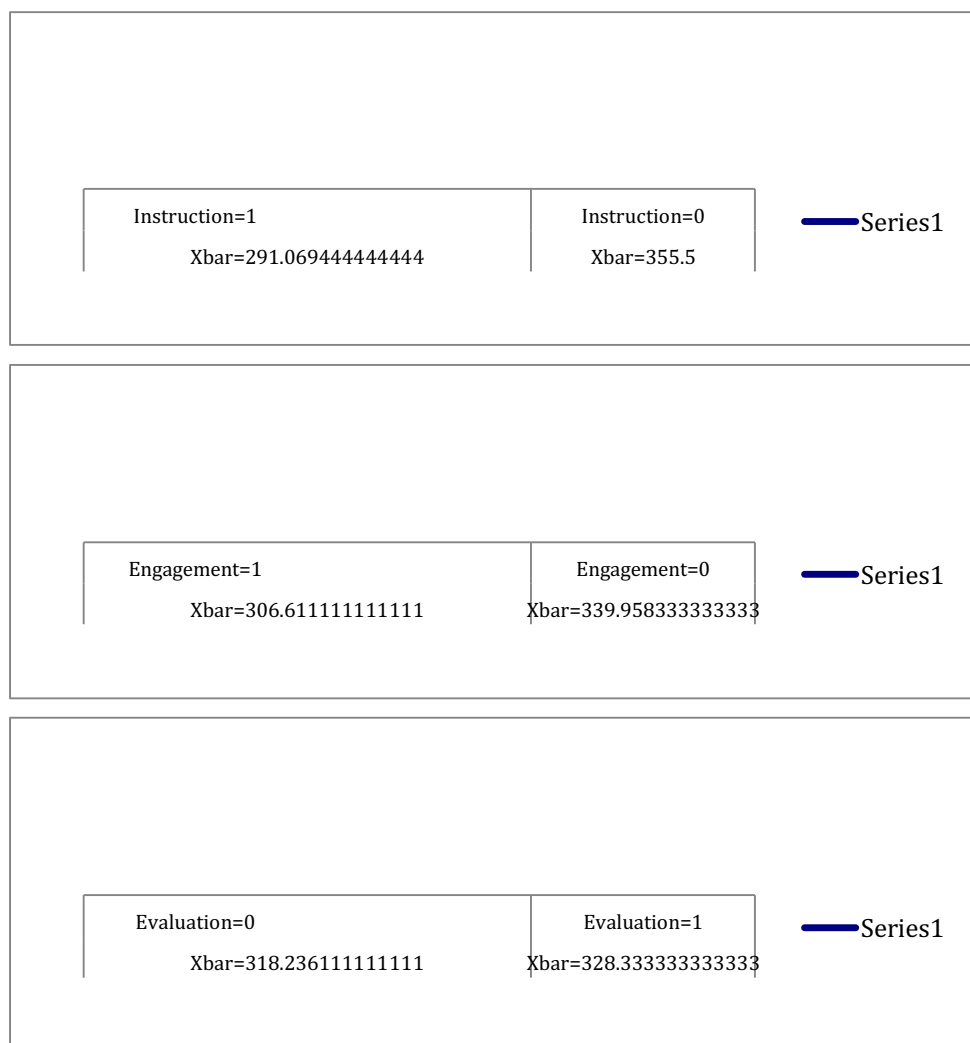 Instruction=1 Instruction=0
Xbar=291.069444444444 Xbar=355.5
Series1
Engagement=1 Engagement=0
Xbar=306.611111111111 Xbar=339.958333333333
Series1
Evaluation=0 Evaluation=1
Xbar=318.236111111111 Xbar=328.333333333333
Series1